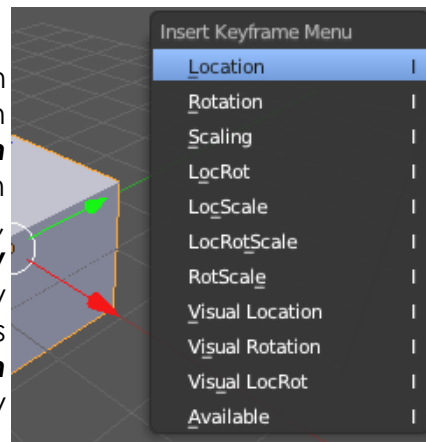 Insert Keyframe Menu
Location I
Rotation I
Scaling I
LocRot I
LocScale I
LocRotScale I
RotScale I
Visual Location I
Visual Rotation I
Visual LocRot I
Available I